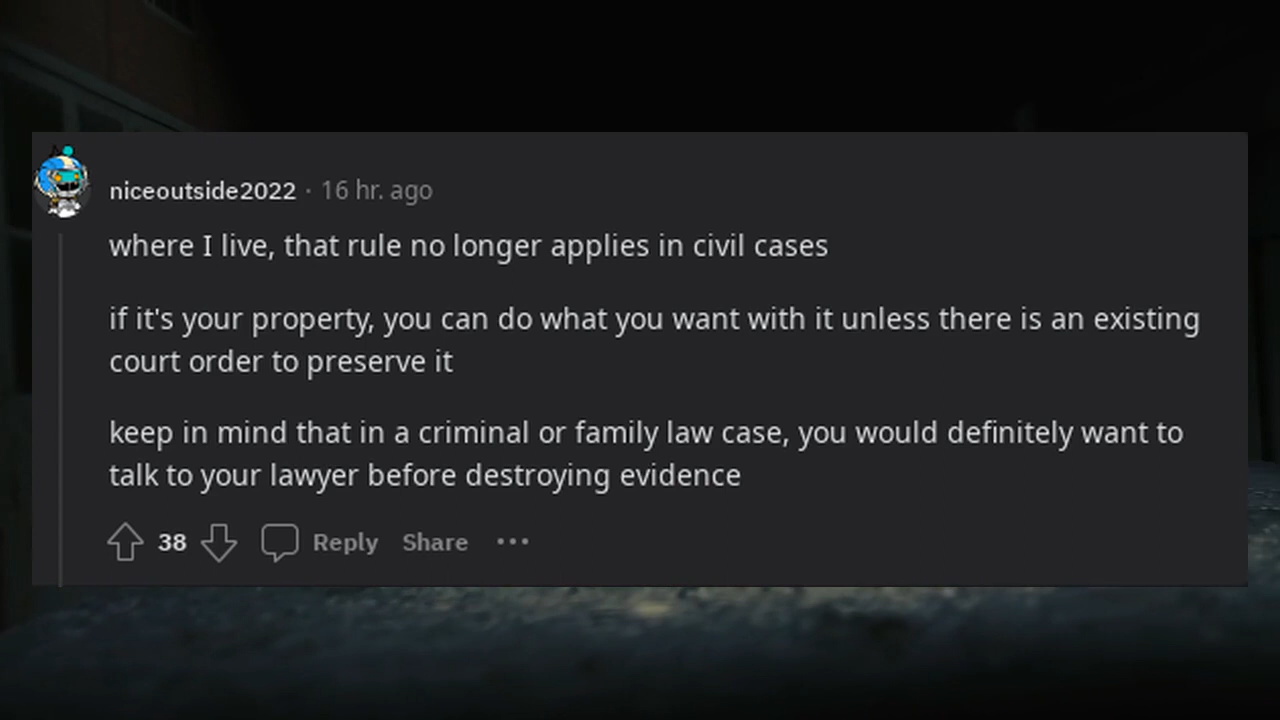 niceoutside2022 · 16 hr. ago
where I live, that rule no longer applies in civil cases
if it's your property, you can do what you want with it unless there is an existing
court order to preserve it
keep in mind that in a criminal or family law case, you would definitely want to
talk to your lawyer before destroying evidence
38 Reply Share ···